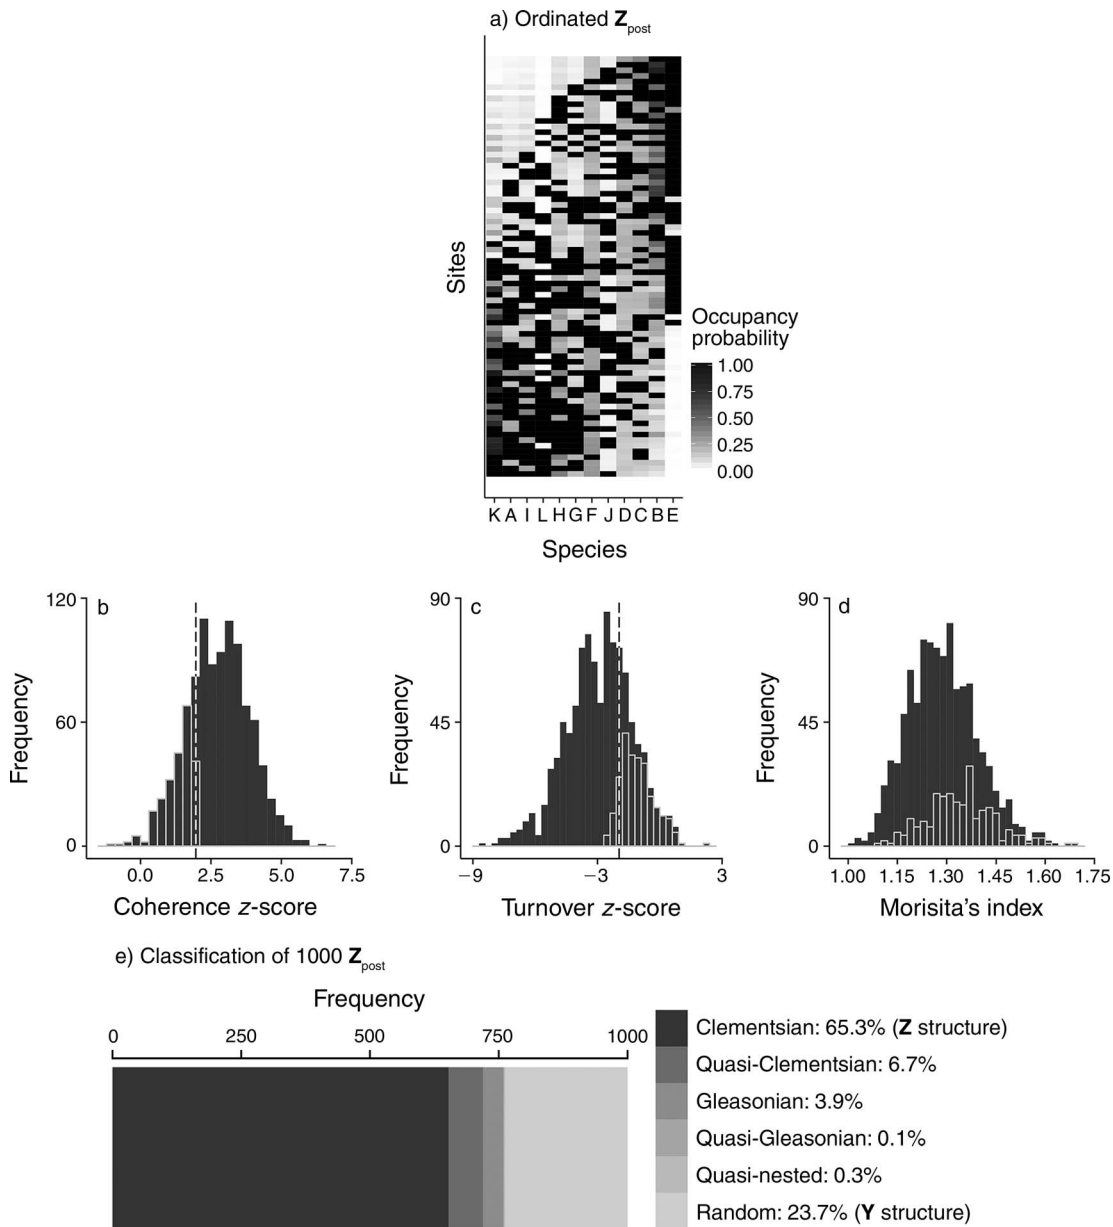 a) Ordinated Zpost
Sites
Occupancy
probability
1.00
0.75
0.50
0.25
0.00
K A I L H G F J D C B E
Species
b
120
60
0
Frequency
0.0 2.5 5.0 7.5
Coherence z-score
c
90
45
0
Frequency
−9 −3 3
Turnover z-score
d
90
45
0
Frequency
1.00 1.15 1.30 1.45 1.60 1.75
Morisita's index
e) Classification of 1000 Zpost
Frequency
0 250 500 750 1000
Clementsian: 65.3% (Z structure)
Quasi-Clementsian: 6.7%
Gleasonian: 3.9%
Quasi-Gleasonian: 0.1%
Quasi-nested: 0.3%
Random: 23.7% (Y structure)